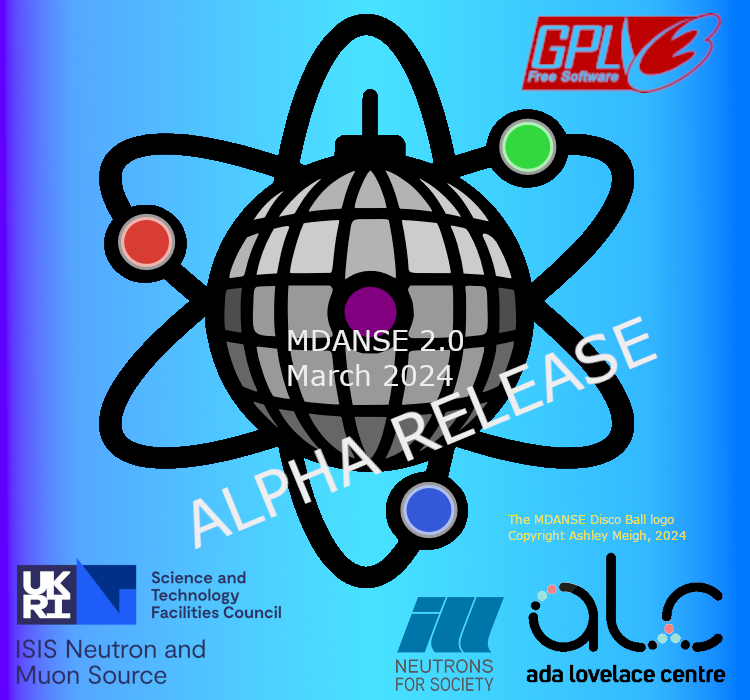 GPL v3
Free Software
MDANSE 2.0
March 2024
ALPHA RELEASE
The MDANSE Disco Ball logo
Copyright Ashley Meigh, 2024
UK
RI
Science and
Technology
Facilities Council
ISIS Neutron and
Muon Source
ill
NEUTRONS
FOR SOCIETY
alc
ada lovelace centre